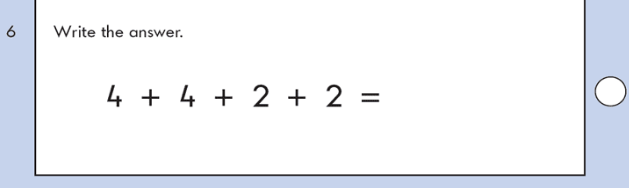 6 Write the answer.
4 + 4 + 2 + 2 =